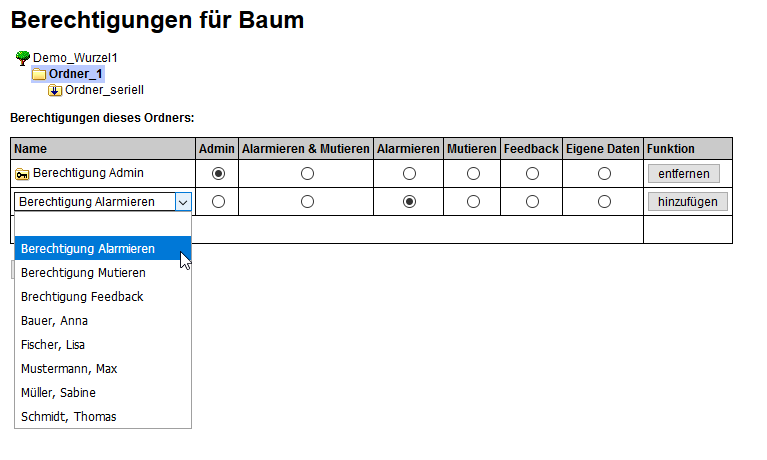 Berechtigungen für Baum
Demo_Wurzel1
Ordner_1
Ordner_seriell
Berechtigungen dieses Ordners:
Name Admin Alarmieren & Mutieren Alarmieren Mutieren Feedback Eigene Daten Funktion
Berechtigung Admin entfernen
Berechtigung Alarmieren hinzufügen
Berechtigung Alarmieren
Berechtigung Mutieren
Brechtigung Feedback
Bauer, Anna
Fischer, Lisa
Mustermann, Max
Müller, Sabine
Schmidt, Thomas